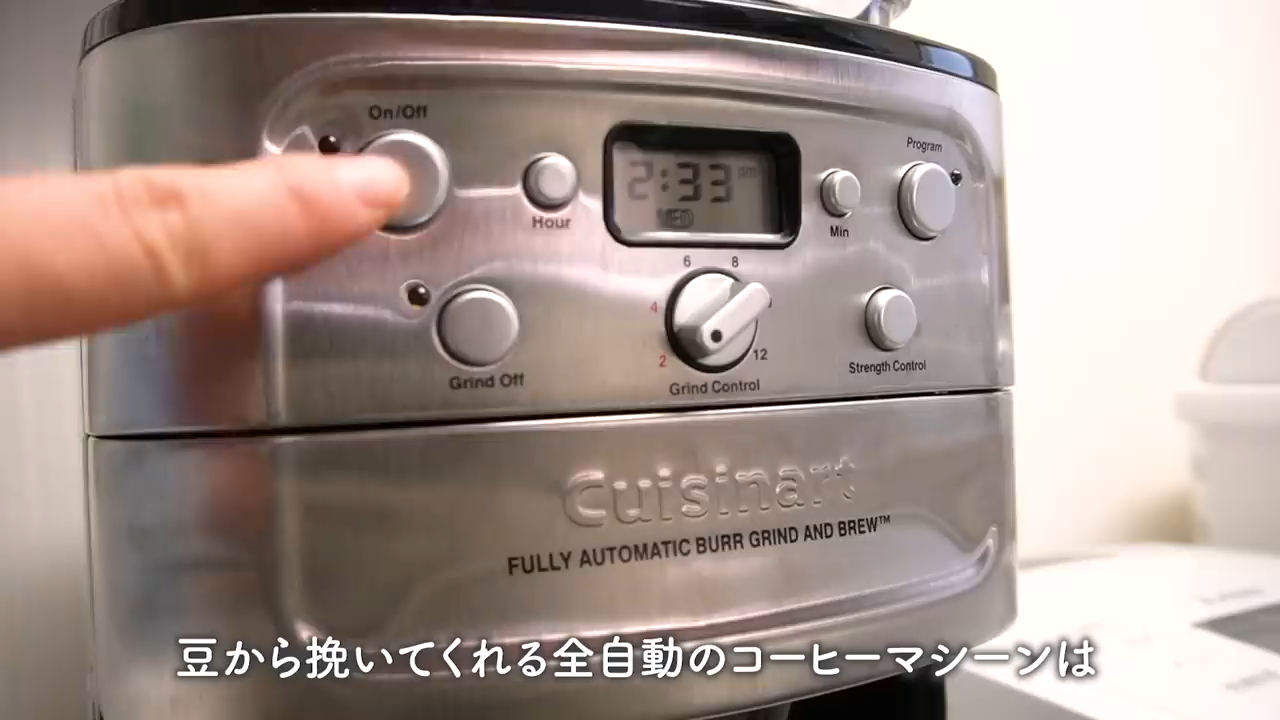 On/Off
Hour
2:33
WED
Min
Program
Grind Off
2 4 6 8 12
Grind Control
Strength Control
Cuisinart
FULLY AUTOMATIC BURR GRIND AND BREW™
豆から挽いてくれる全自動のコーヒーマシーンは